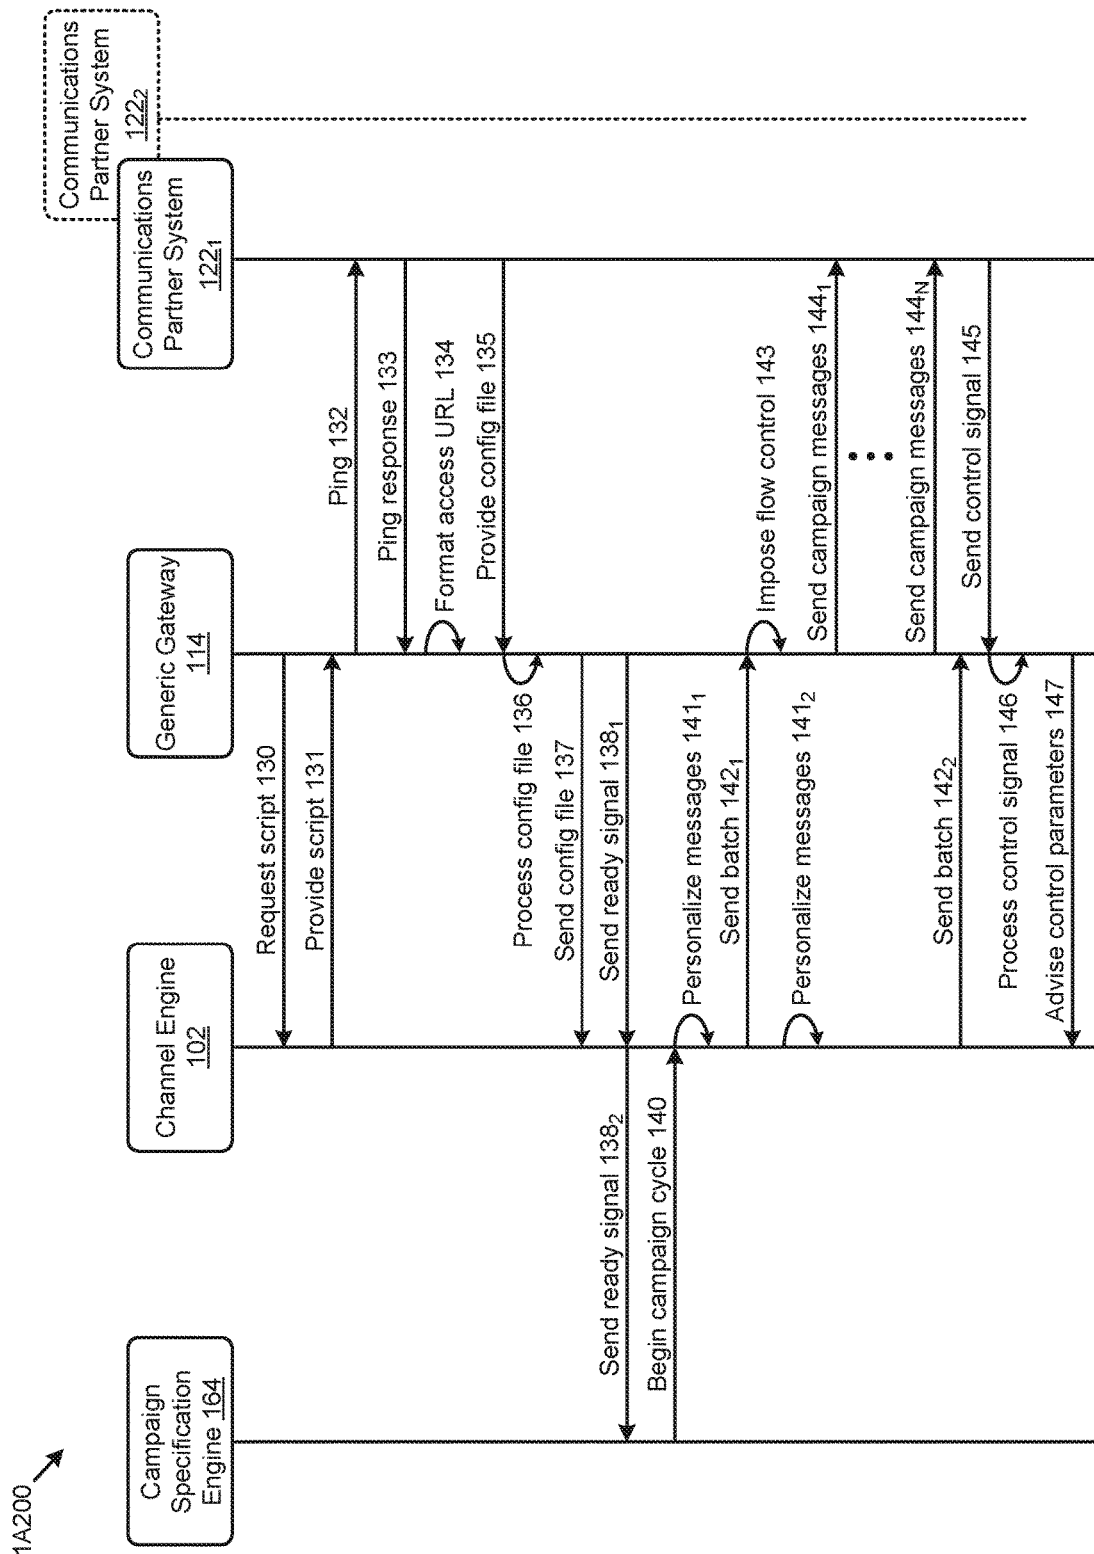 1A200
Campaign
Specification
Engine 164
Channel Engine
102
Generic Gateway
114
Communications
Partner System
122₁
Communications
Partner System
122₂
Request script 130
Provide script 131
Ping 132
Ping response 133
Format access URL 134
Provide config file 135
Process config file 136
Send config file 137
Send ready signal 138₁
Send ready signal 138₂
Begin campaign cycle 140
Personalize messages 141₁
Send batch 142₁
Impose flow control 143
Personalize messages 141₂
Send campaign messages 144₁
Send campaign messages 144N
Send batch 142₂
Send control signal 145
Process control signal 146
Advise control parameters 147